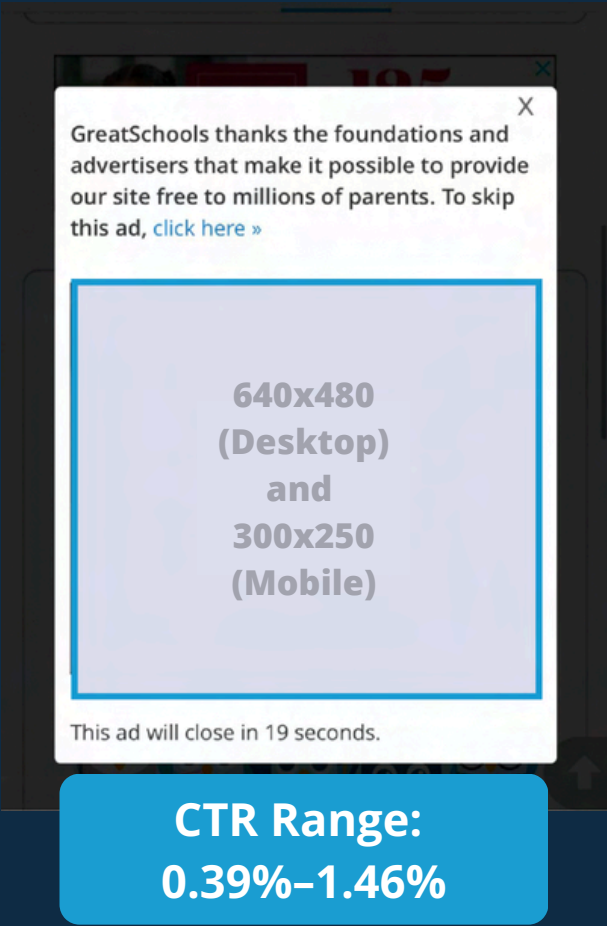 195
X
GreatSchools thanks the foundations and
advertisers that make it possible to provide
our site free to millions of parents. To skip
this ad, click here »
640x480
(Desktop)
and
300x250
(Mobile)
This ad will close in 19 seconds.
CTR Range:
0.39%–1.46%